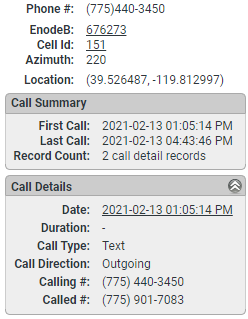 Phone #: (775)440-3450
EnodeB: 676273
Cell Id: 151
Azimuth: 220
Location: (39.526487, -119.812997)
Call Summary
First Call: 2021-02-13 01:05:14 PM
Last Call: 2021-02-13 04:43:46 PM
Record Count: 2 call detail records
Call Details
Date: 2021-02-13 01:05:14 PM
Duration: -
Call Type: Text
Call Direction: Outgoing
Calling #: (775) 440-3450
Called #: (775) 901-7083